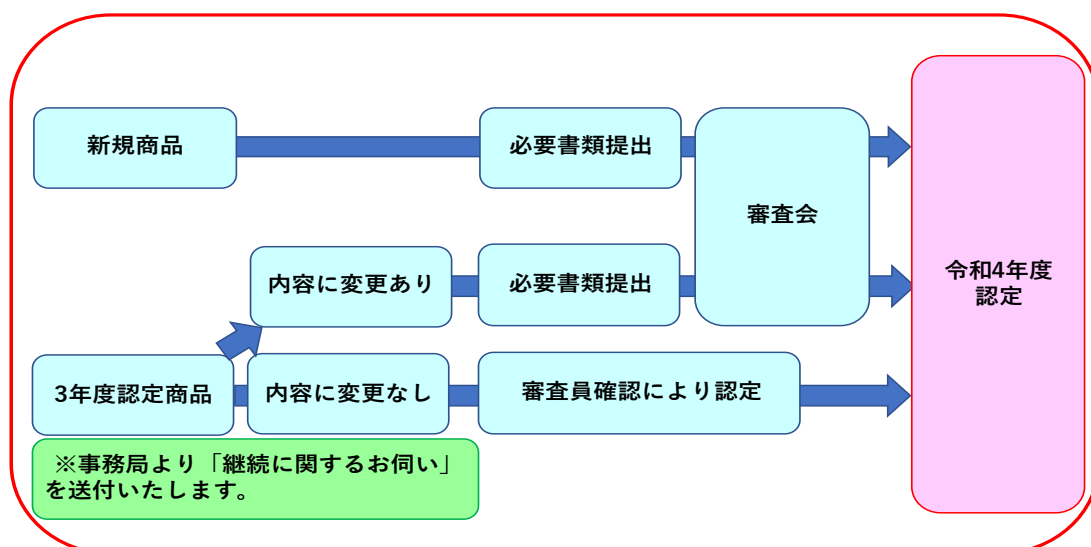 新規商品
必要書類提出
審査会
内容に変更あり
必要書類提出
令和4年度
認定
3年度認定商品
内容に変更なし
審査員確認により認定
※事務局より「継続に関するお伺い」
を送付いたします。